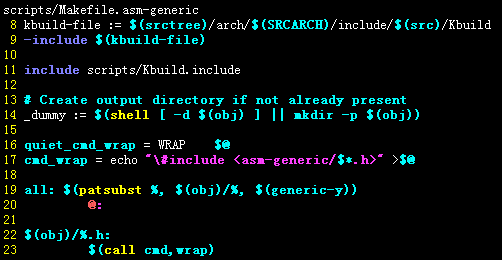 scripts/Makefile.asm-generic
8 kbuild-file := $(srctree)/arch/$(SRCARCH)/include/$(src)/Kbuild
9 -include $(kbuild-file)
10
11 include scripts/Kbuild.include
12
13 # Create output directory if not already present
14 _dummy := $(shell [ -d $(obj) ] || mkdir -p $(obj))
15
16 quiet_cmd_wrap = WRAP    $@
17 cmd_wrap = echo "\#include <asm-generic/$*.h>" >$@
18
19 all: $(patsubst %, $(obj)/%, $(generic-y))
20         @:
21
22 $(obj)/%.h:
23         $(call cmd,wrap)